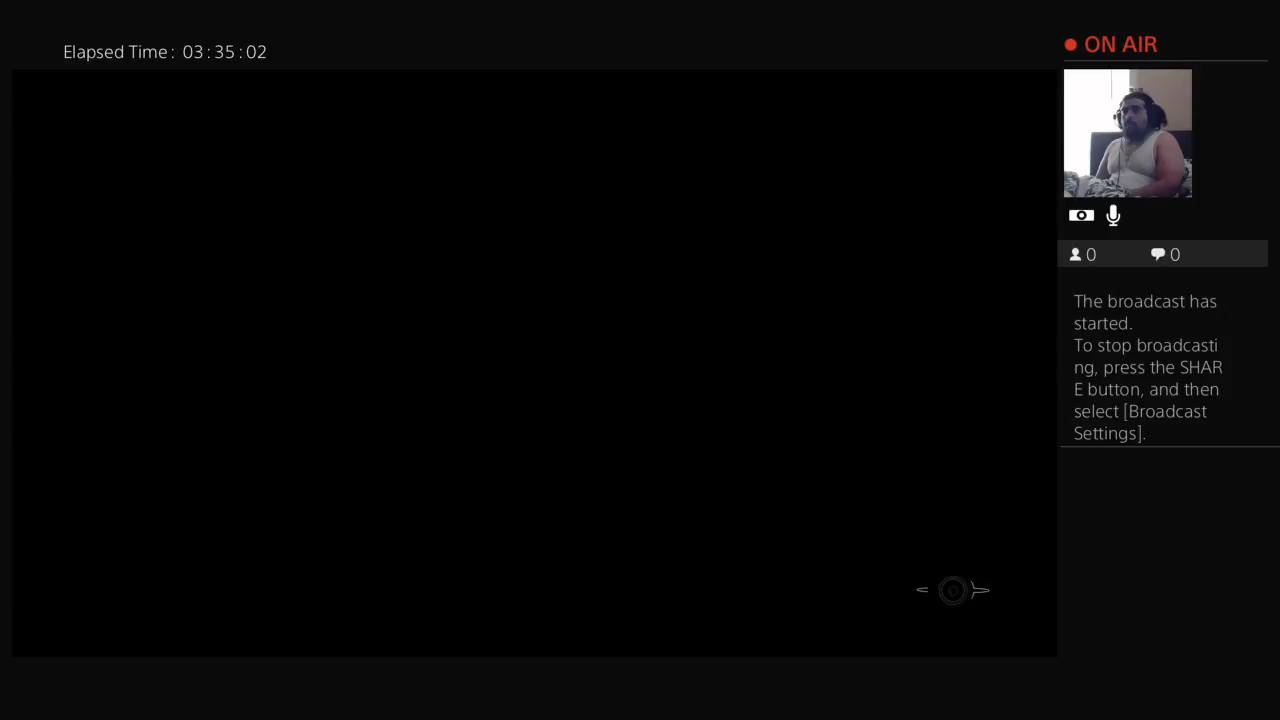 Elapsed Time: 03:35:02
ON AIR
0 0
The broadcast has
started.
To stop broadcasti
ng, press the SHAR
E button, and then
select [Broadcast
Settings].